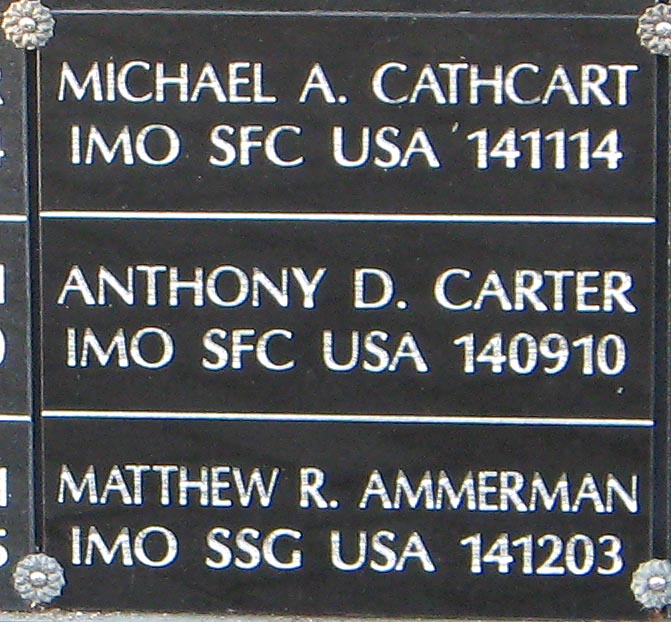 MICHAEL A. CATHCART
IMO SFC USA 141114
ANTHONY D. CARTER
IMO SFC USA 140910
MATTHEW R. AMMERMAN
IMO SSG USA 141203